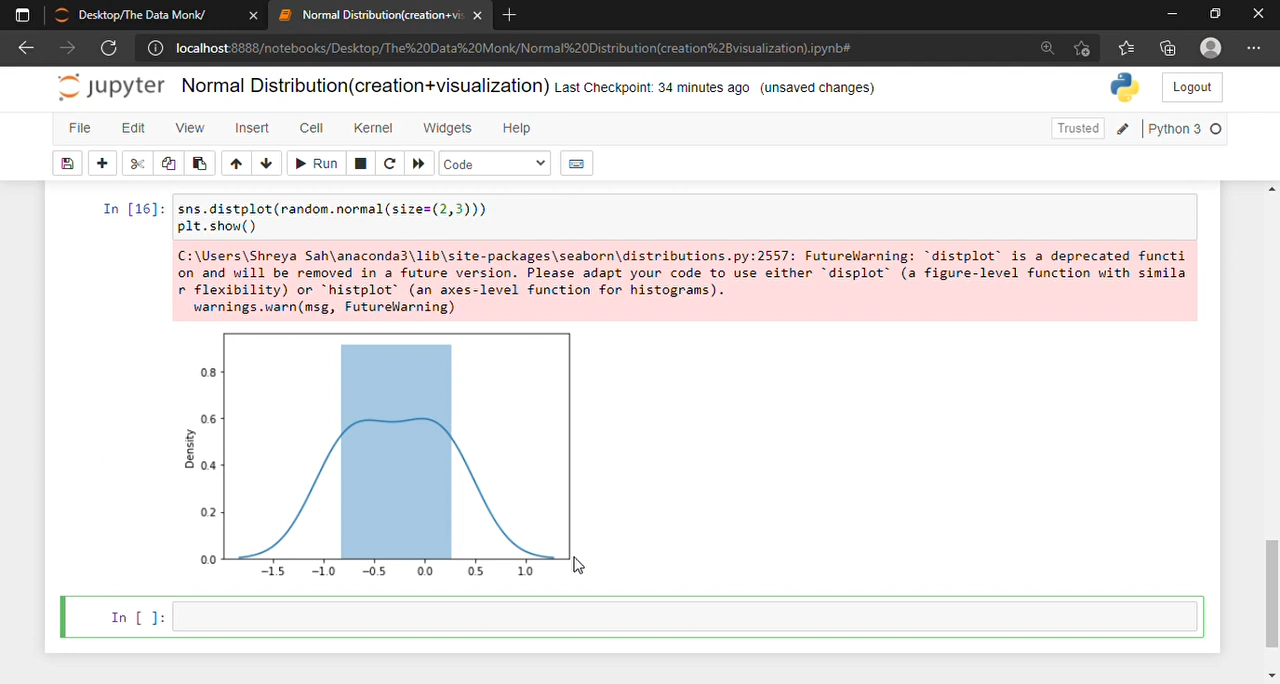 Desktop/The Data Monk/
Normal Distribution(creation+vis
localhost:8888/notebooks/Desktop/The%20Data%20Monk/Normal%20Distribution(creation%2Bvisualization).ipynb#
jupyter Normal Distribution(creation+visualization) Last Checkpoint: 34 minutes ago (unsaved changes)
Logout
File Edit View Insert Cell Kernel Widgets Help
Trusted
Python 3
Run
Code
In [16]: sns.distplot(random.normal(size=(2,3)))
plt.show()
C:\Users\Shreya Sah\anaconda3\lib\site-packages\seaborn\distributions.py:2557: FutureWarning: `distplot` is a deprecated functi
on and will be removed in a future version. Please adapt your code to use either `displot` (a figure-level function with simila
r flexibility) or `histplot` (an axes-level function for histograms).
warnings.warn(msg, FutureWarning)
0.8
0.6
Density
0.4
0.2
0.0
−1.5 −1.0 −0.5 0.0 0.5 1.0
In [ ]: